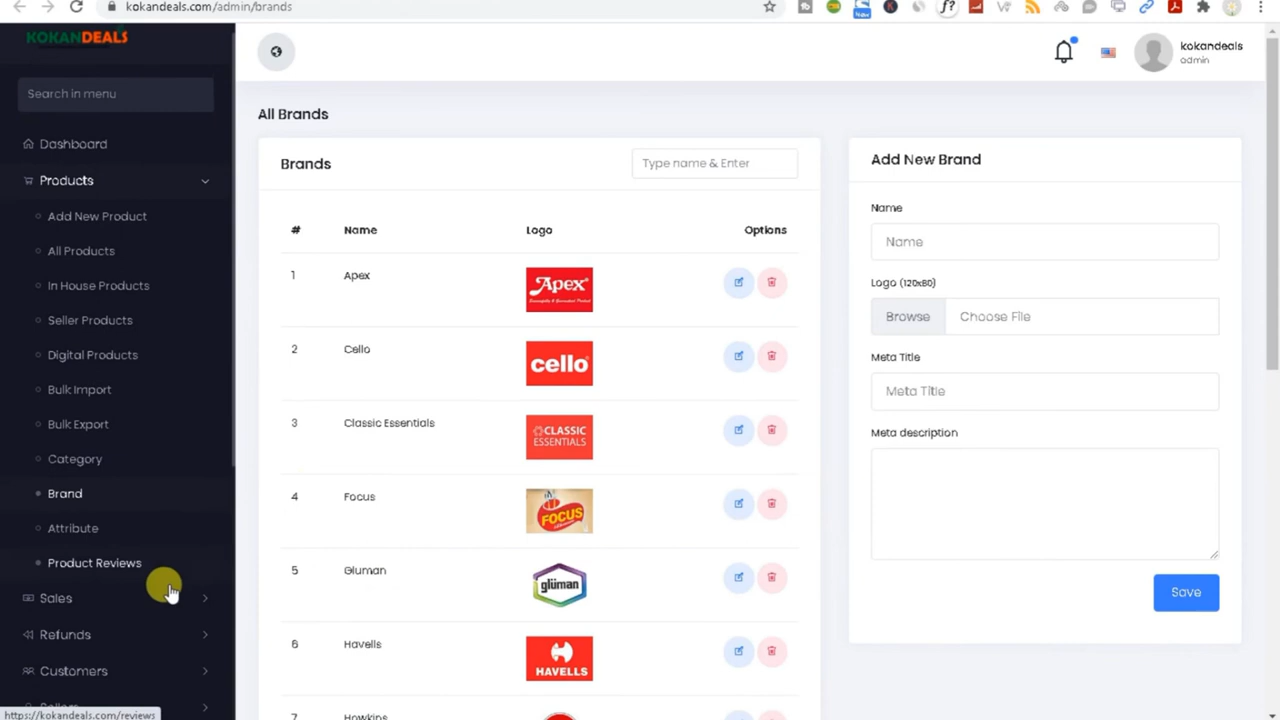 kokandeals.com/admin/brands
New
KOKANDEALS
Search in menu
Dashboard
Products
Add New Product
All Products
In House Products
Seller Products
Digital Products
Bulk Import
Bulk Export
Category
Brand
Attribute
Product Reviews
Sales
Refunds
Customers
https://kokandeals.com/reviews
kokandeals
admin
All Brands
Brands
Type name & Enter
# Name Logo Options
1 Apex Apex
2 Cello cello
3 Classic Essentials CLASSIC ESSENTIALS
4 Focus FOCUS
5 Gluman glüman
6 Havells HAVELLS
7 Howkins
Add New Brand
Name
Name
Logo (120x80)
Browse Choose File
Meta Title
Meta Title
Meta description
Save